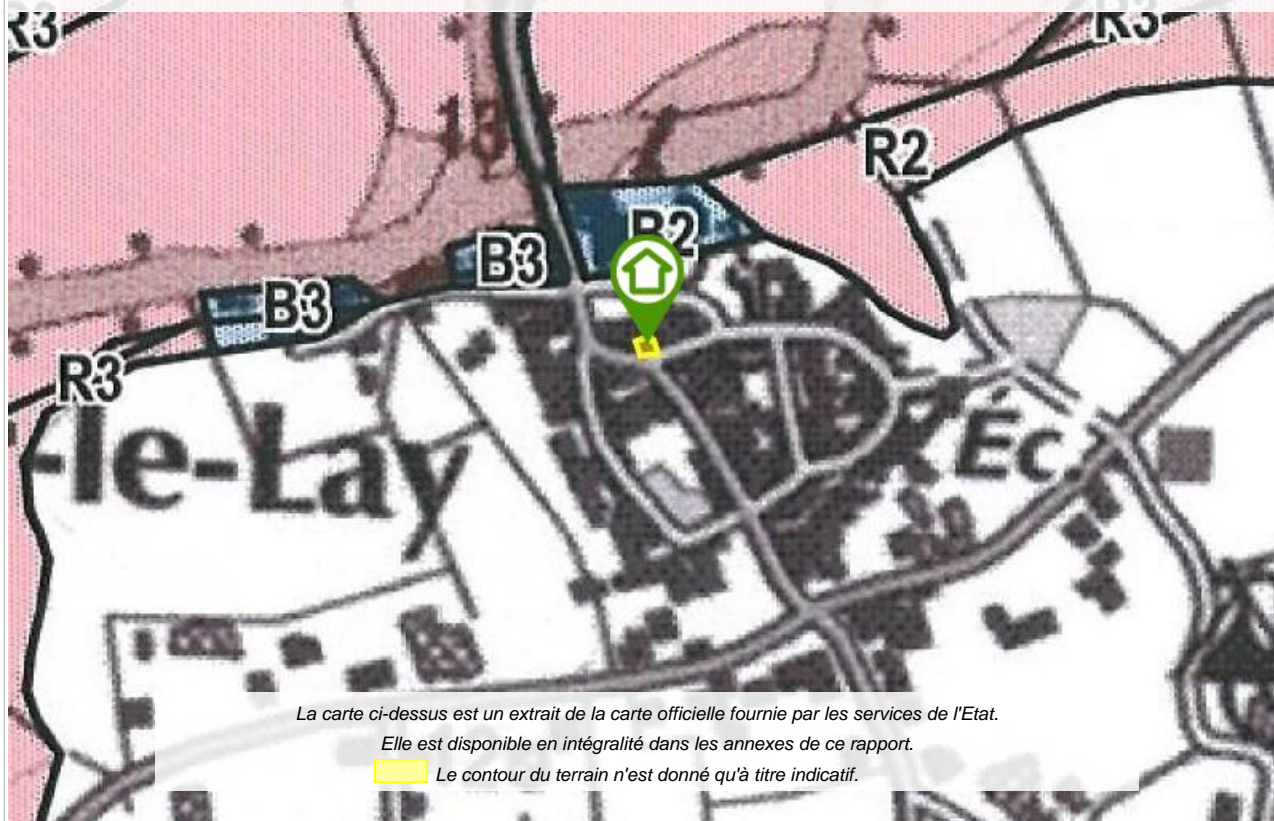 R3
R3
R2
B2
B3
B3
R3
-le-Lay
Éc.
La carte ci-dessus est un extrait de la carte officielle fournie par les services de l'Etat.
Elle est disponible en intégralité dans les annexes de ce rapport.
Le contour du terrain n'est donné qu'à titre indicatif.